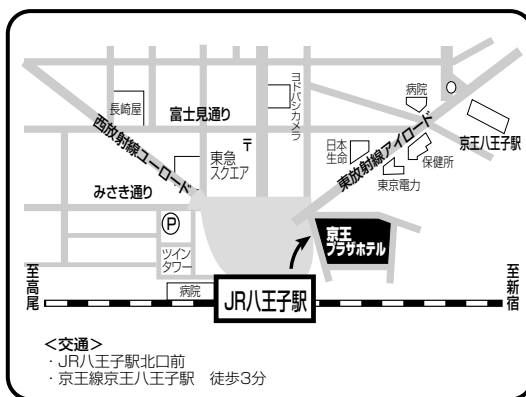 長崎屋
富士見通り
〒
ヨドバシカメラ
病院
京王八王子駅
西放射線ユーロード
東急
スクエア
日本
生命
東放射線アイロード
保健所
東京電力
みさき通り
P
ツイン
タワー
京王
プラザホテル
至高尾
病院
JR八王子駅
至新宿
<交通>
・JR八王子駅北口前
・京王線京王八王子駅 徒歩3分